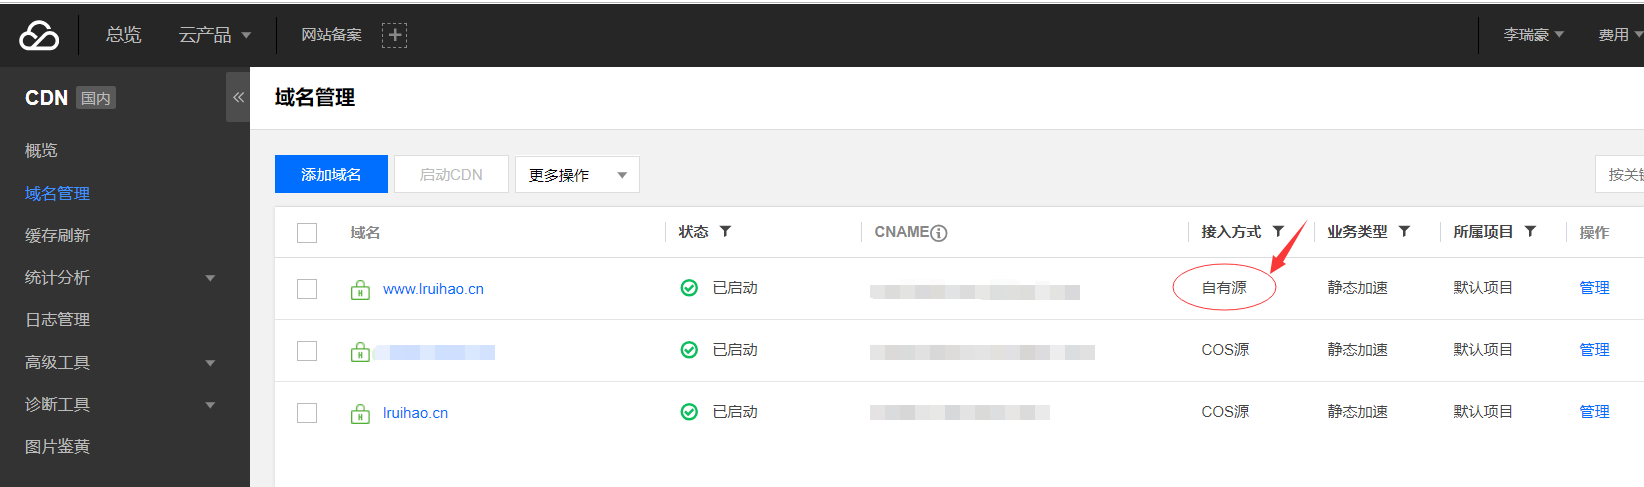 总览 云产品 网站备案 李瑞豪 费用
CDN 国内
域名管理
概览
域名管理
缓存刷新
统计分析
日志管理
高级工具
诊断工具
图片鉴黄
添加域名 启动CDN 更多操作 按关
域名 状态 CNAME 接入方式 业务类型 所属项目 操作
www.lruihao.cn 已启动 自有源 静态加速 默认项目 管理
已启动 COS源 静态加速 默认项目 管理
lruihao.cn 已启动 COS源 静态加速 默认项目 管理